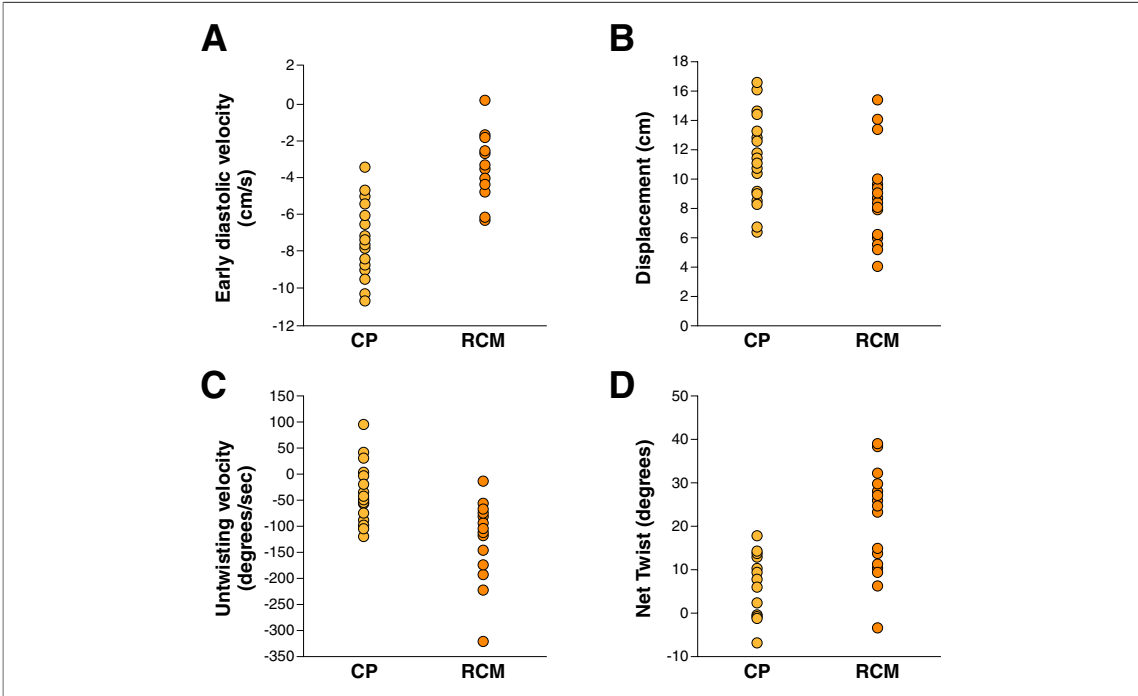 A
Early diastolic velocity
(cm/s)
2
0
-2
-4
-6
-8
-10
-12
CP
RCM
B
Displacement (cm)
18
16
14
12
10
8
6
4
2
0
CP
RCM
C
Untwisting velocity
(degrees/sec)
150
100
50
0
-50
-100
-150
-200
-250
-300
-350
CP
RCM
D
Net Twist (degrees)
50
40
30
20
10
0
-10
CP
RCM